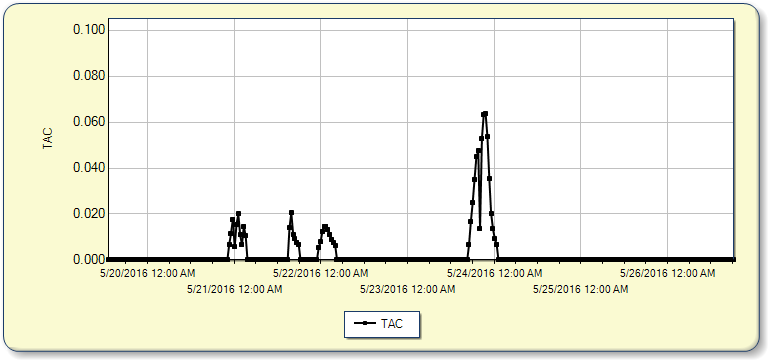 0.100
0.080
0.060
0.040
0.020
0.000
TAC
5/20/2016 12:00 AM
5/21/2016 12:00 AM
5/22/2016 12:00 AM
5/23/2016 12:00 AM
5/24/2016 12:00 AM
5/25/2016 12:00 AM
5/26/2016 12:00 AM
TAC